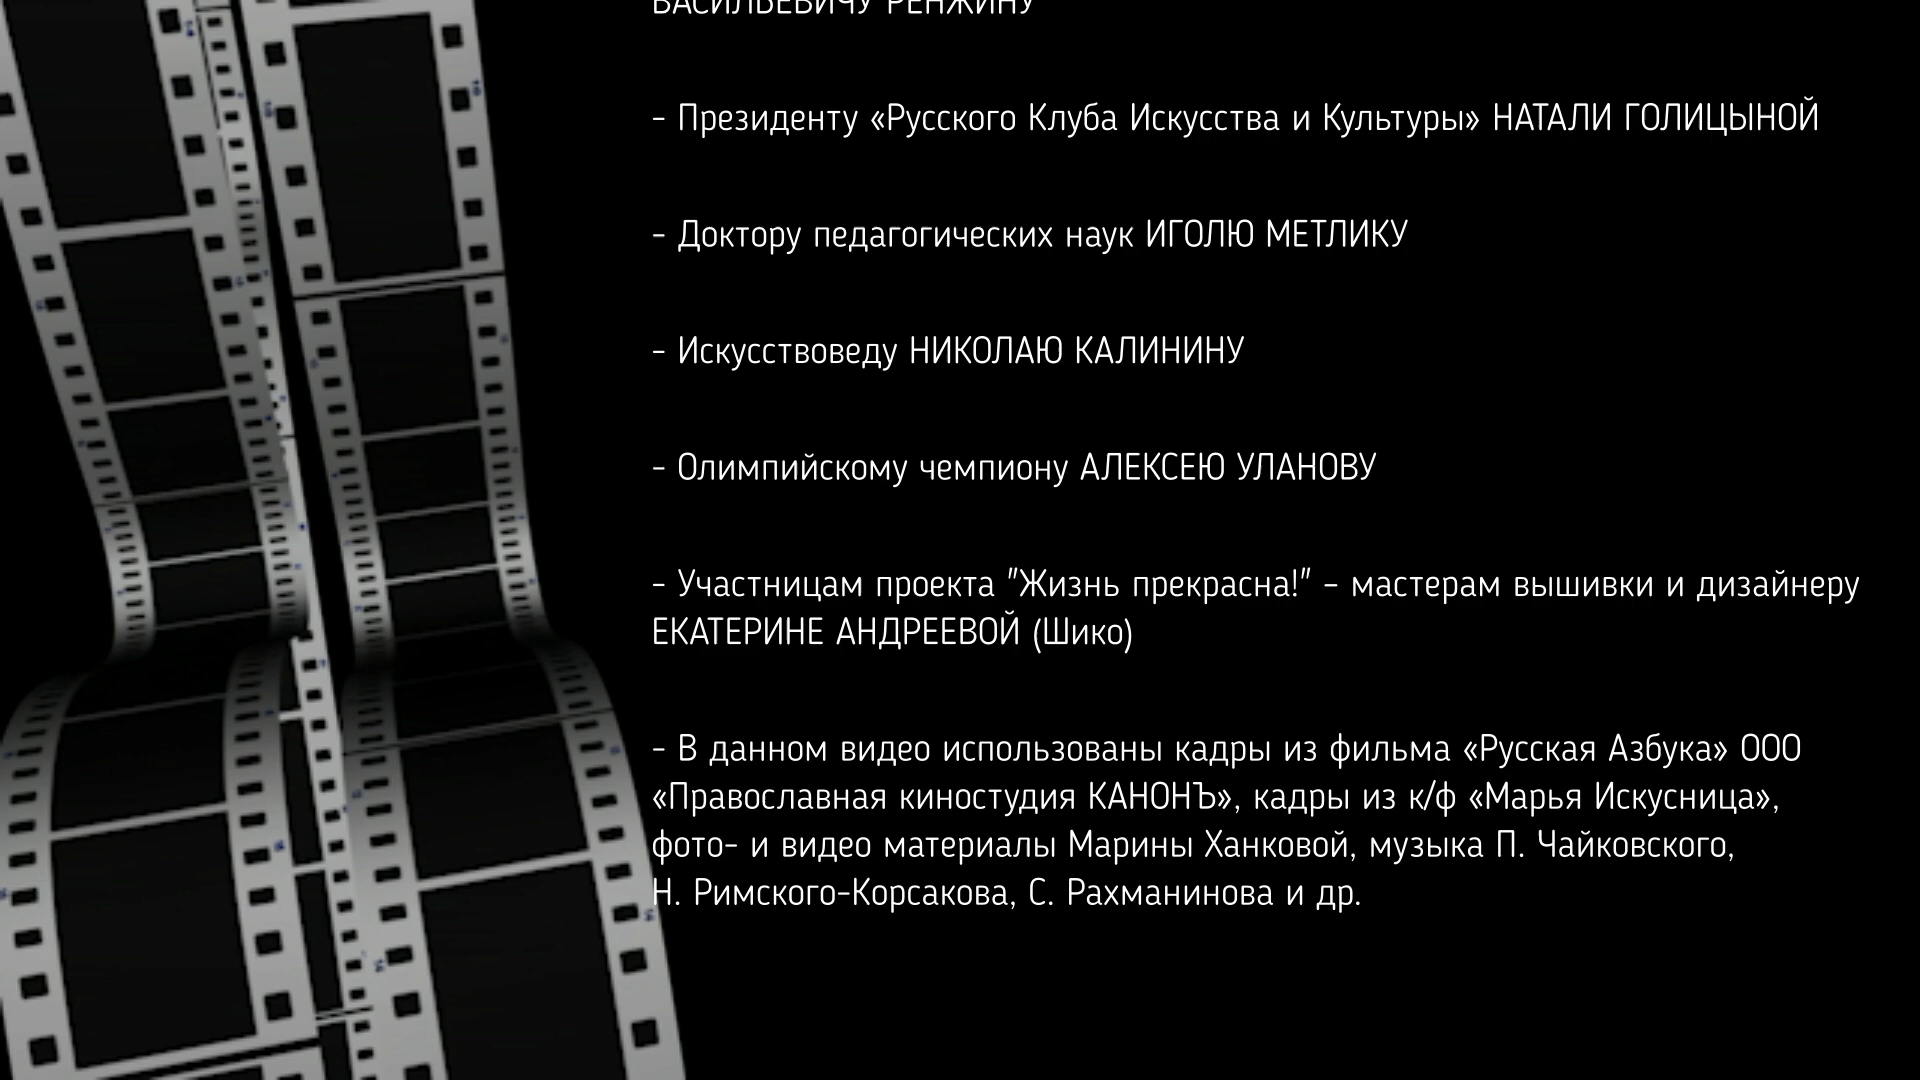 ВАСИЛЬЕВИЧУ РЕНЖИНУ
- Президенту «Русского Клуба Искусства и Культуры» НАТАЛИ ГОЛИЦЫНОЙ
- Доктору педагогических наук ИГОЛЮ МЕТЛИКУ
- Искусствоведу НИКОЛАЮ КАЛИНИНУ
- Олимпийскому чемпиону АЛЕКСЕЮ УЛАНОВУ
- Участницам проекта "Жизнь прекрасна!" - мастерам вышивки и дизайнеру
ЕКАТЕРИНЕ АНДРЕЕВОЙ (Шико)
- В данном видео использованы кадры из фильма «Русская Азбука» ООО
«Православная киностудия КАНОНЪ», кадры из к/ф «Марья Искусница»,
фото- и видео материалы Марины Ханковой, музыка П. Чайковского,
Н. Римского-Корсакова, С. Рахманинова и др.